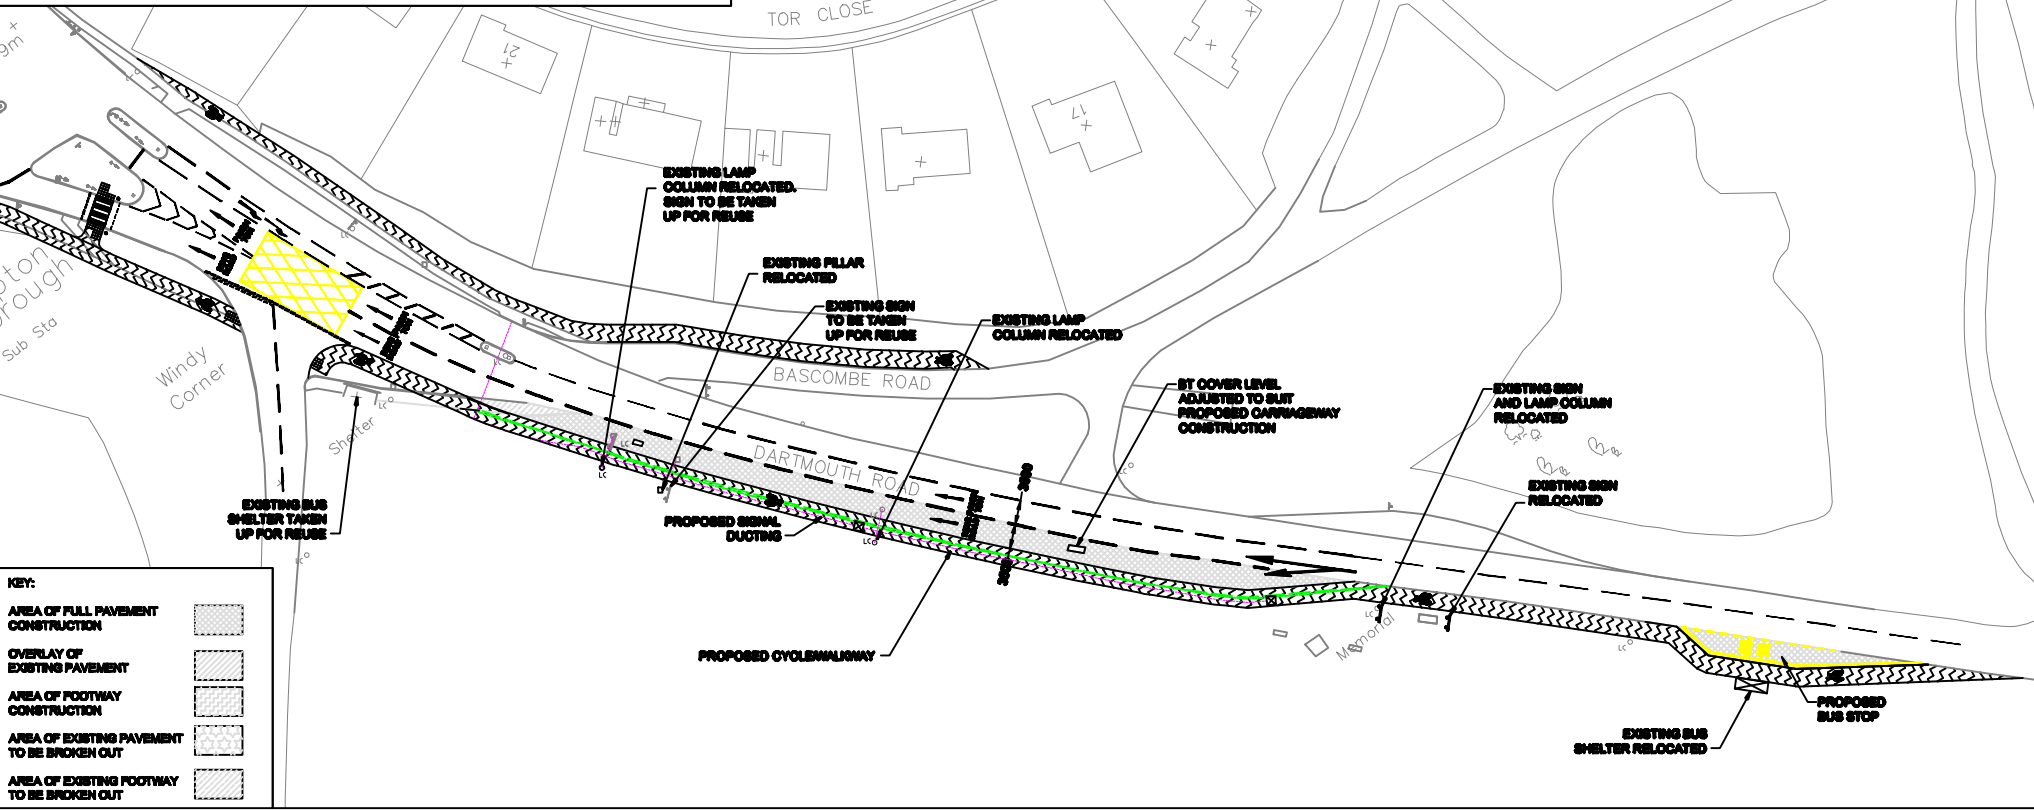 TOR CLOSE
21
17
9m
EXISTING LAMP
COLUMN RELOCATED.
SIGN TO BE TAKEN
UP FOR REUSE
EXISTING PILLAR
RELOCATED
EXISTING SIGN
TO BE TAKEN
UP FOR REUSE
EXISTING LAMP
COLUMN RELOCATED
BASCOMBE ROAD
BT COVER LEVEL
ADJUSTED TO SUIT
PROPOSED CARRIAGEWAY
CONSTRUCTION
EXISTING SIGN
AND LAMP COLUMN
RELOCATED
EXISTING SIGN
RELOCATED
Sub Sta
Windy
Corner
Shelter
DARTMOUTH ROAD
EXISTING BUS
SHELTER TAKEN
UP FOR REUSE
PROPOSED SIGNAL
DUCTING
PROPOSED CYCLE/WALKWAY
Memorial
PROPOSED
BUS STOP
EXISTING BUS
SHELTER RELOCATED
KEY:
AREA OF FULL PAVEMENT
CONSTRUCTION
OVERLAY OF
EXISTING PAVEMENT
AREA OF FOOTWAY
CONSTRUCTION
AREA OF EXISTING PAVEMENT
TO BE BROKEN OUT
AREA OF EXISTING FOOTWAY
TO BE BROKEN OUT